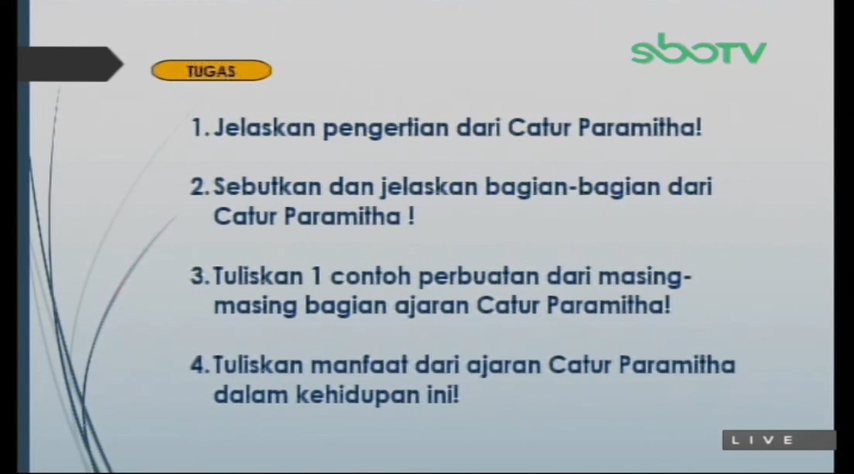 sboTV
TUGAS
1. Jelaskan pengertian dari Catur Paramitha!
2. Sebutkan dan jelaskan bagian-bagian dari
Catur Paramitha !
3. Tuliskan 1 contoh perbuatan dari masing-
masing bagian ajaran Catur Paramitha!
4. Tuliskan manfaat dari ajaran Catur Paramitha
dalam kehidupan ini!
LIVE